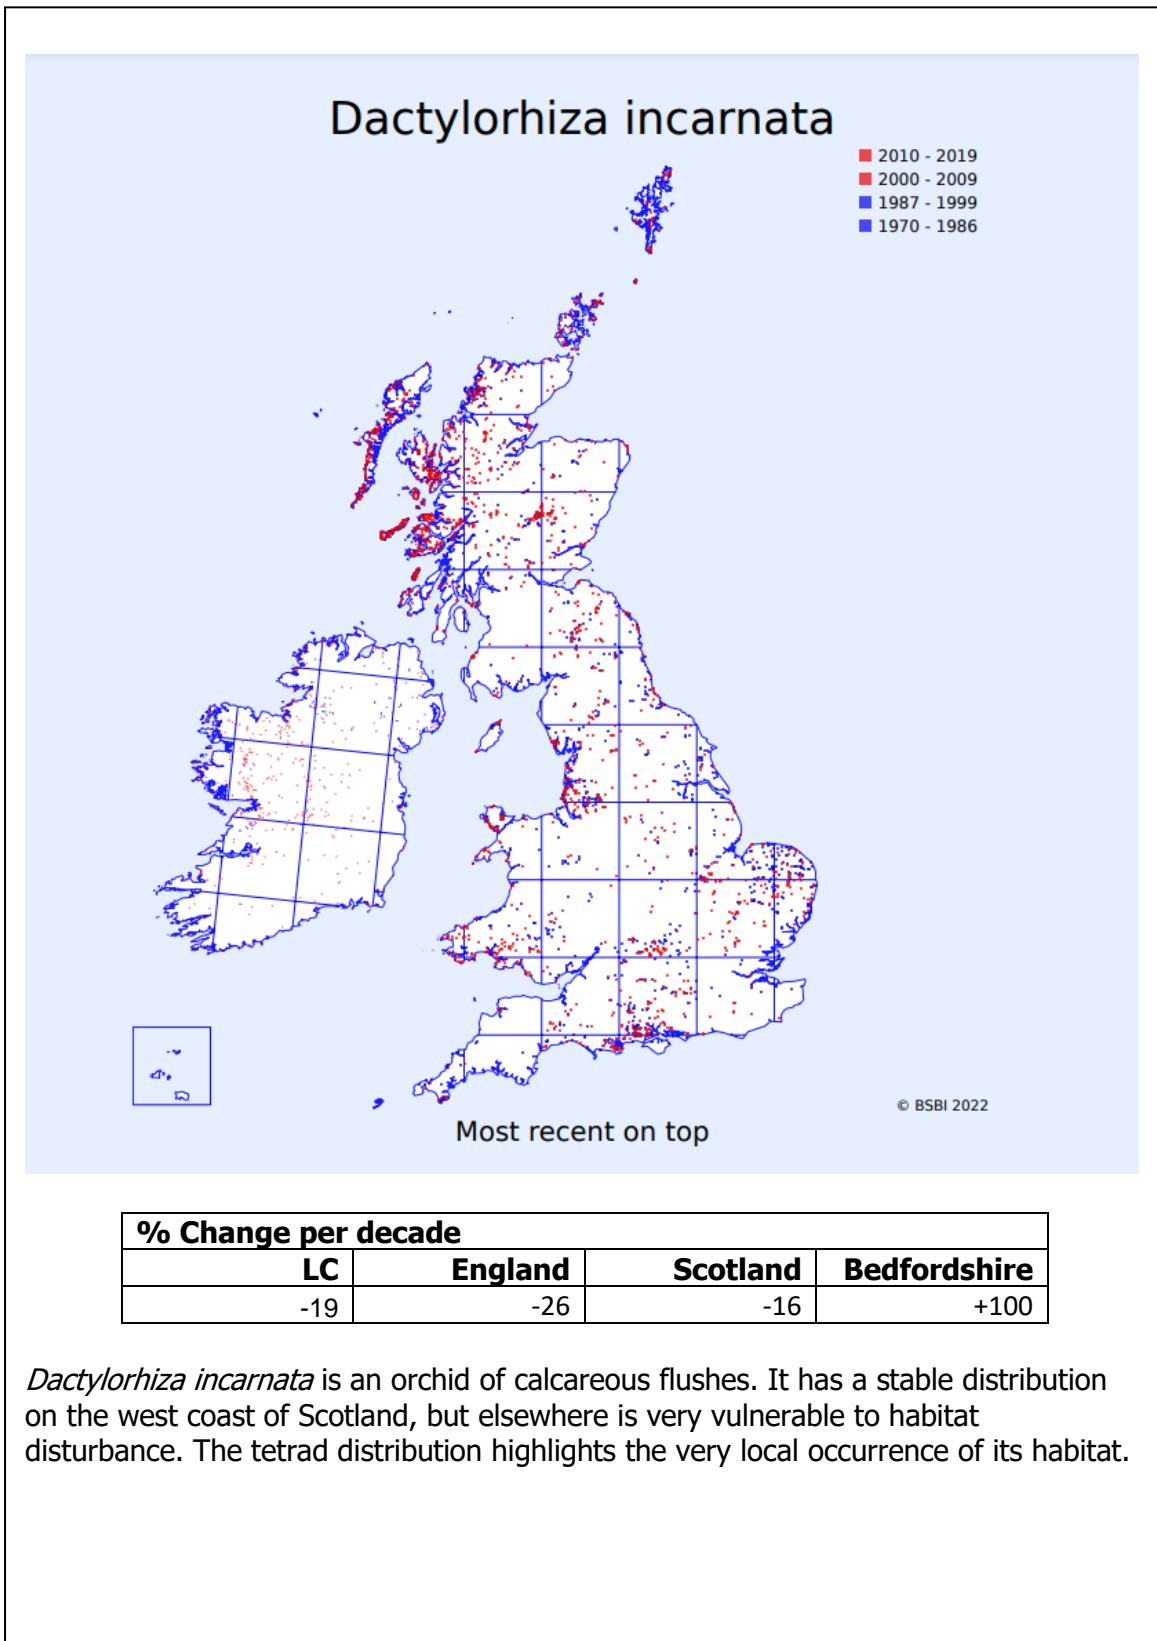 Dactylorhiza incarnata
2010 - 2019
2000 - 2009
1987 - 1999
1970 - 1986
© BSBI 2022
Most recent on top
% Change per decade
LC England Scotland Bedfordshire
-19 -26 -16 +100
Dactylorhiza incarnata is an orchid of calcareous flushes. It has a stable distribution
on the west coast of Scotland, but elsewhere is very vulnerable to habitat
disturbance. The tetrad distribution highlights the very local occurrence of its habitat.